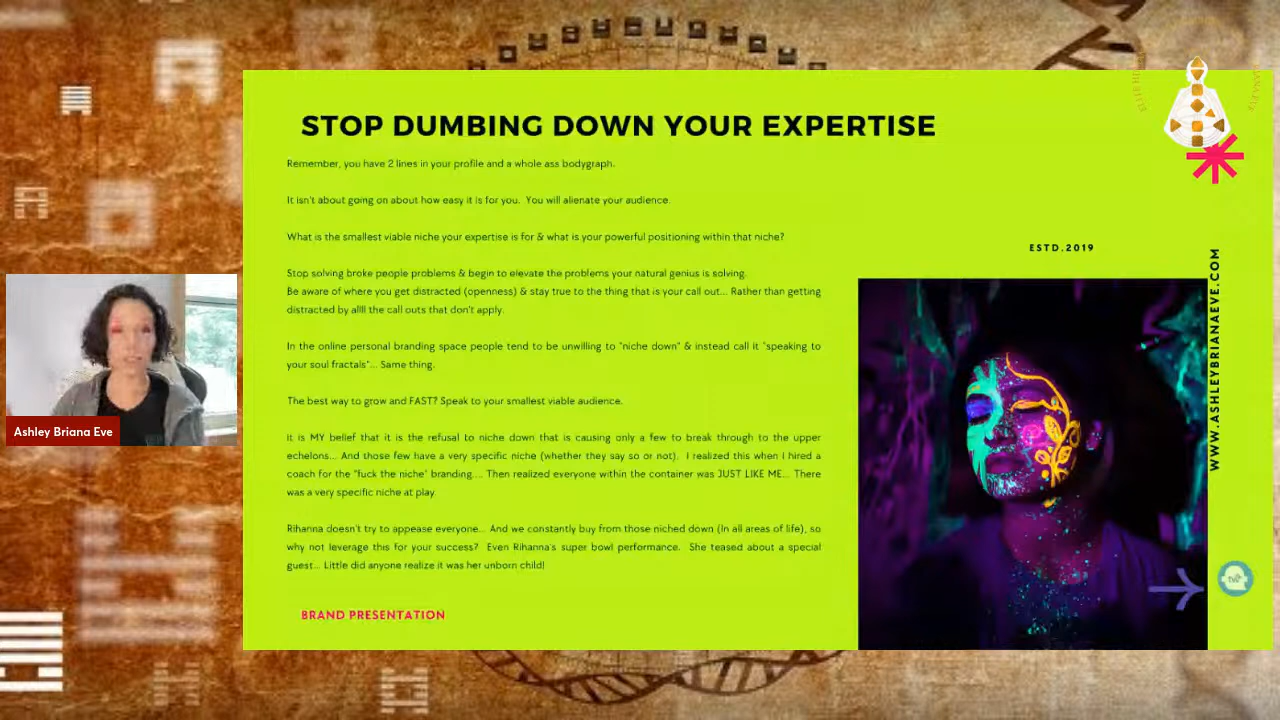 STOP DUMBING DOWN YOUR EXPERTISE
Remember, you have 2 lines in your profile and a whole ass bodygraph.
It isn't about going on about how easy it is for you. You will alienate your audience.
What is the smallest viable niche your expertise is for & what is your powerful positioning within that niche?
Stop solving broke people problems & begin to elevate the problems your natural genius is solving.
Be aware of where you get distracted (openness) & stay true to the thing that is your call out... Rather than getting
distracted by allll the call outs that don't apply.
In the online personal branding space people tend to be unwilling to "niche down" & instead call it "speaking to
your soul fractals"... Same thing.
The best way to grow and FAST? Speak to your smallest viable audience.
It is MY belief that it is the refusal to niche down that is causing only a few to break through to the upper
echelons... And those few have a very specific niche (whether they say so or not). I realized this when I hired a
coach for the "fuck the niche" branding.... Then realized everyone within the container was JUST LIKE ME... There
was a very specific niche at play.
Rihanna doesn't try to appease everyone... And we constantly buy from those niched down (In all areas of life), so
why not leverage this for your success? Even Rihanna's super bowl performance. She teased about a special
guest... Little did anyone realize it was her unborn child!
BRAND PRESENTATION
ESTD.2019
WWW.ASHLEYBRIANAEVE.COM
Ashley Briana Eve